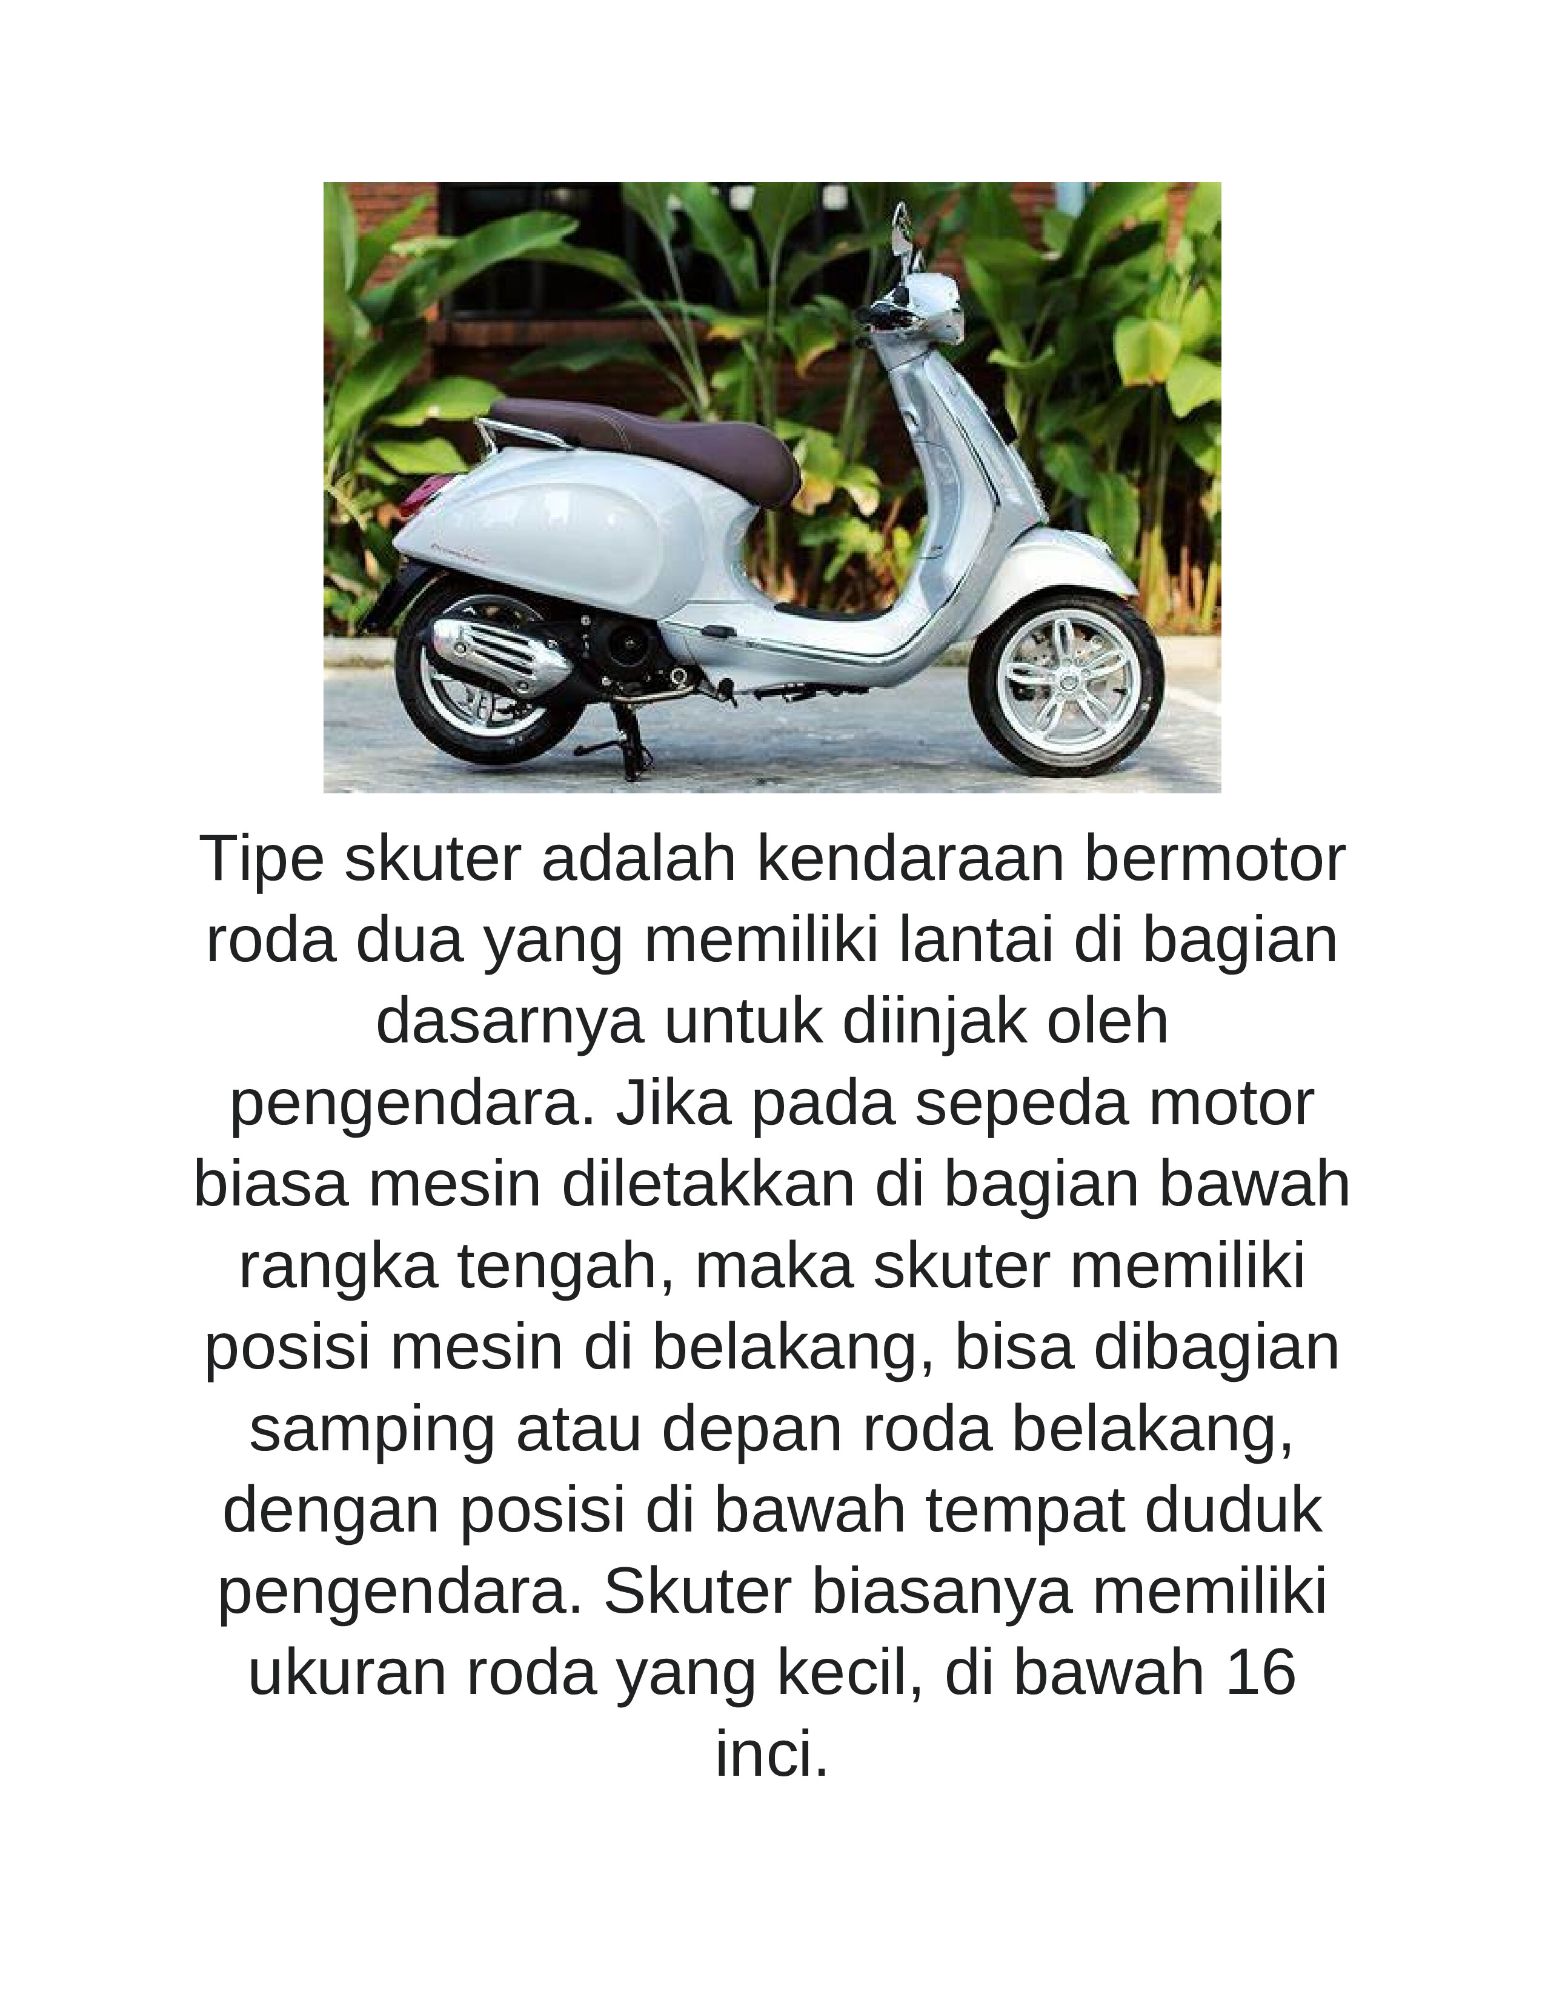 Tipe skuter adalah kendaraan bermotor
roda dua yang memiliki lantai di bagian
dasarnya untuk diinjak oleh
pengendara. Jika pada sepeda motor
biasa mesin diletakkan di bagian bawah
rangka tengah, maka skuter memiliki
posisi mesin di belakang, bisa dibagian
samping atau depan roda belakang,
dengan posisi di bawah tempat duduk
pengendara. Skuter biasanya memiliki
ukuran roda yang kecil, di bawah 16
inci.